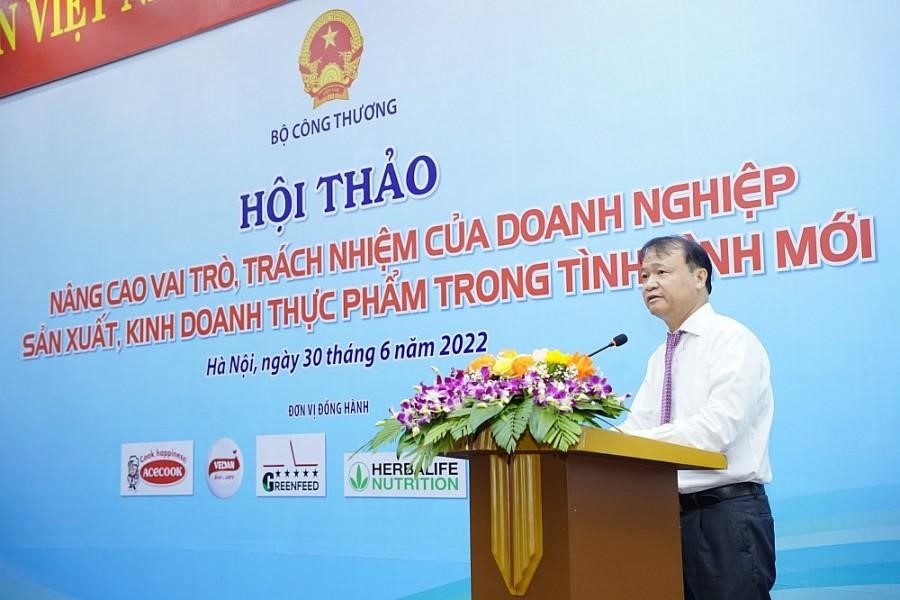 ÊN VIỆT N
BỘ CÔNG THƯƠNG
HỘI THẢO
NÂNG CAO VAI TRÒ, TRÁCH NHIỆM CỦA DOANH NGHIỆP
SẢN XUẤT, KINH DOANH THỰC PHẨM TRONG TÌNH HÌNH MỚI
Hà Nội, ngày 30 tháng 6 năm 2022
ĐƠN VỊ ĐỒNG HÀNH
Cook happiness
ACECOOK
VEDAN
GREENFEED
HERBALIFE
NUTRITION